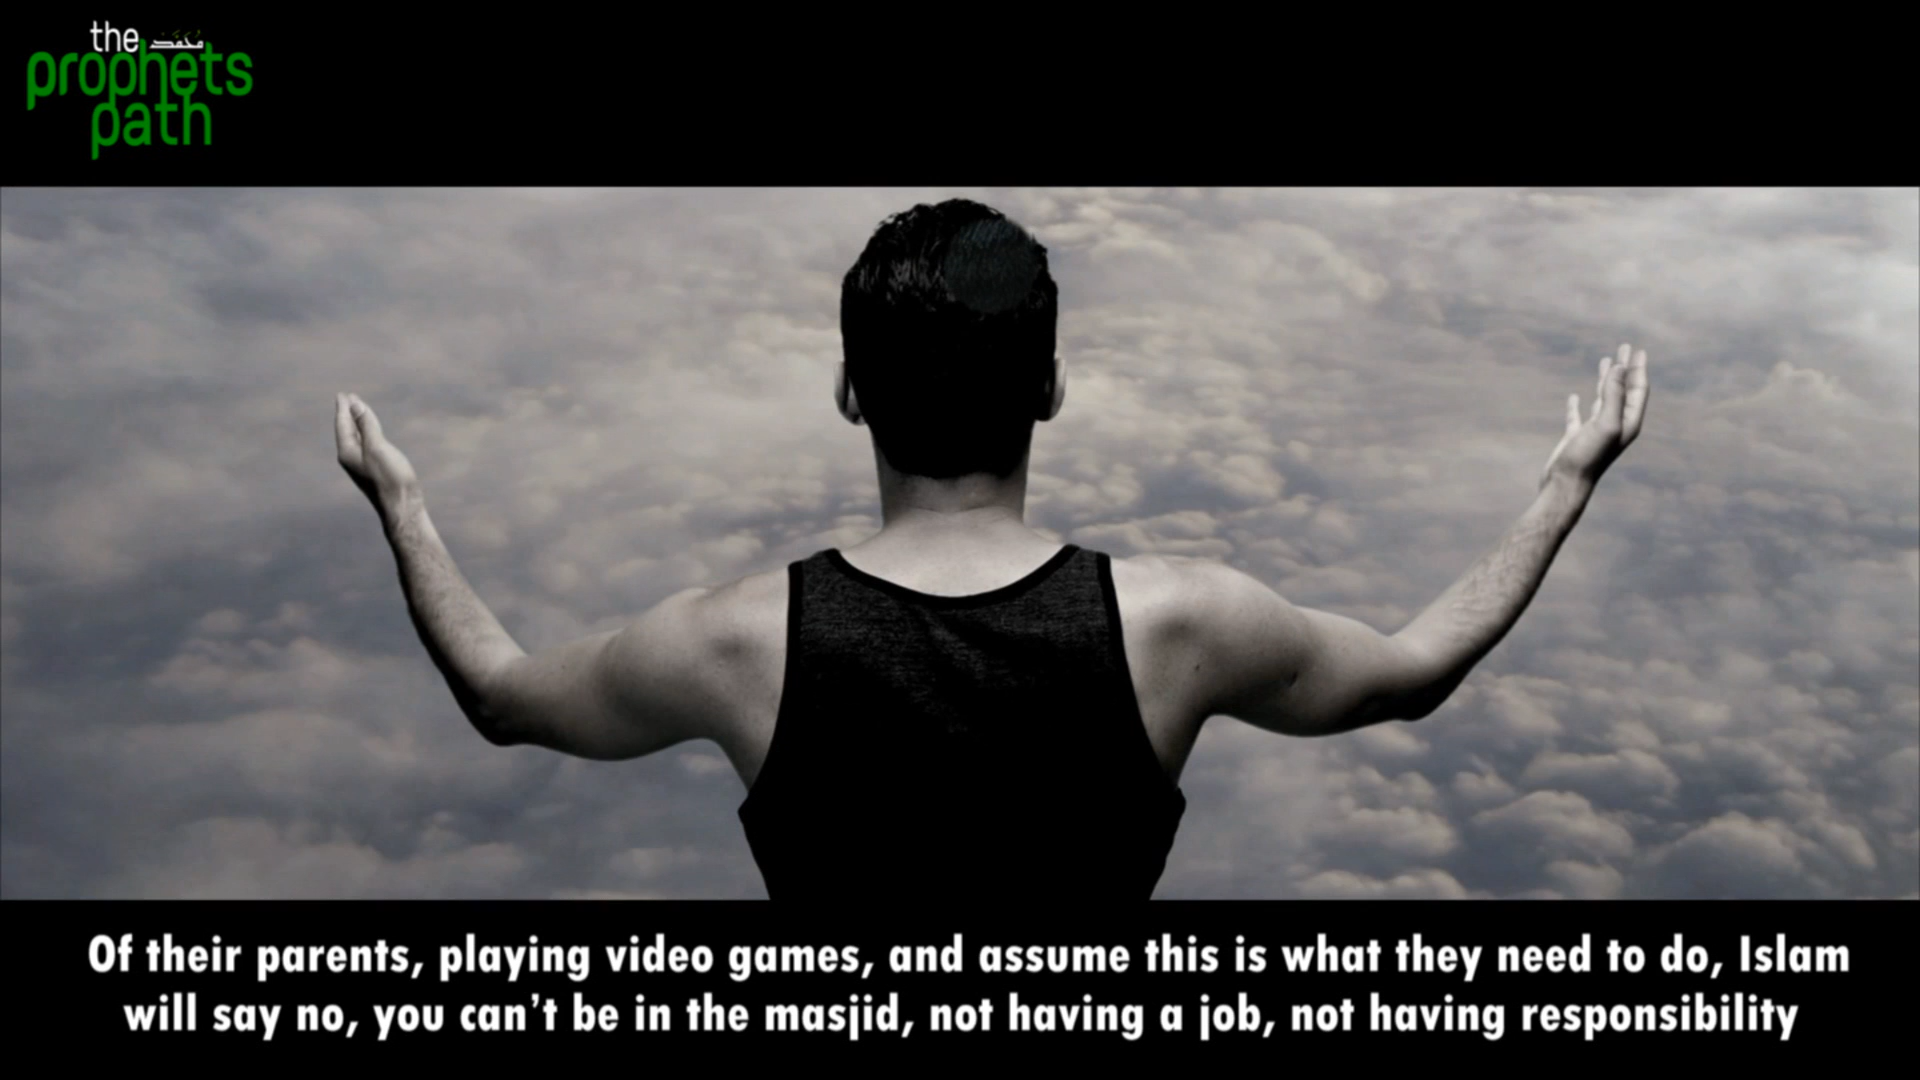 the مُحَمَّد
prophets
path
Of their parents, playing video games, and assume this is what they need to do, Islam
will say no, you can’t be in the masjid, not having a job, not having responsibility